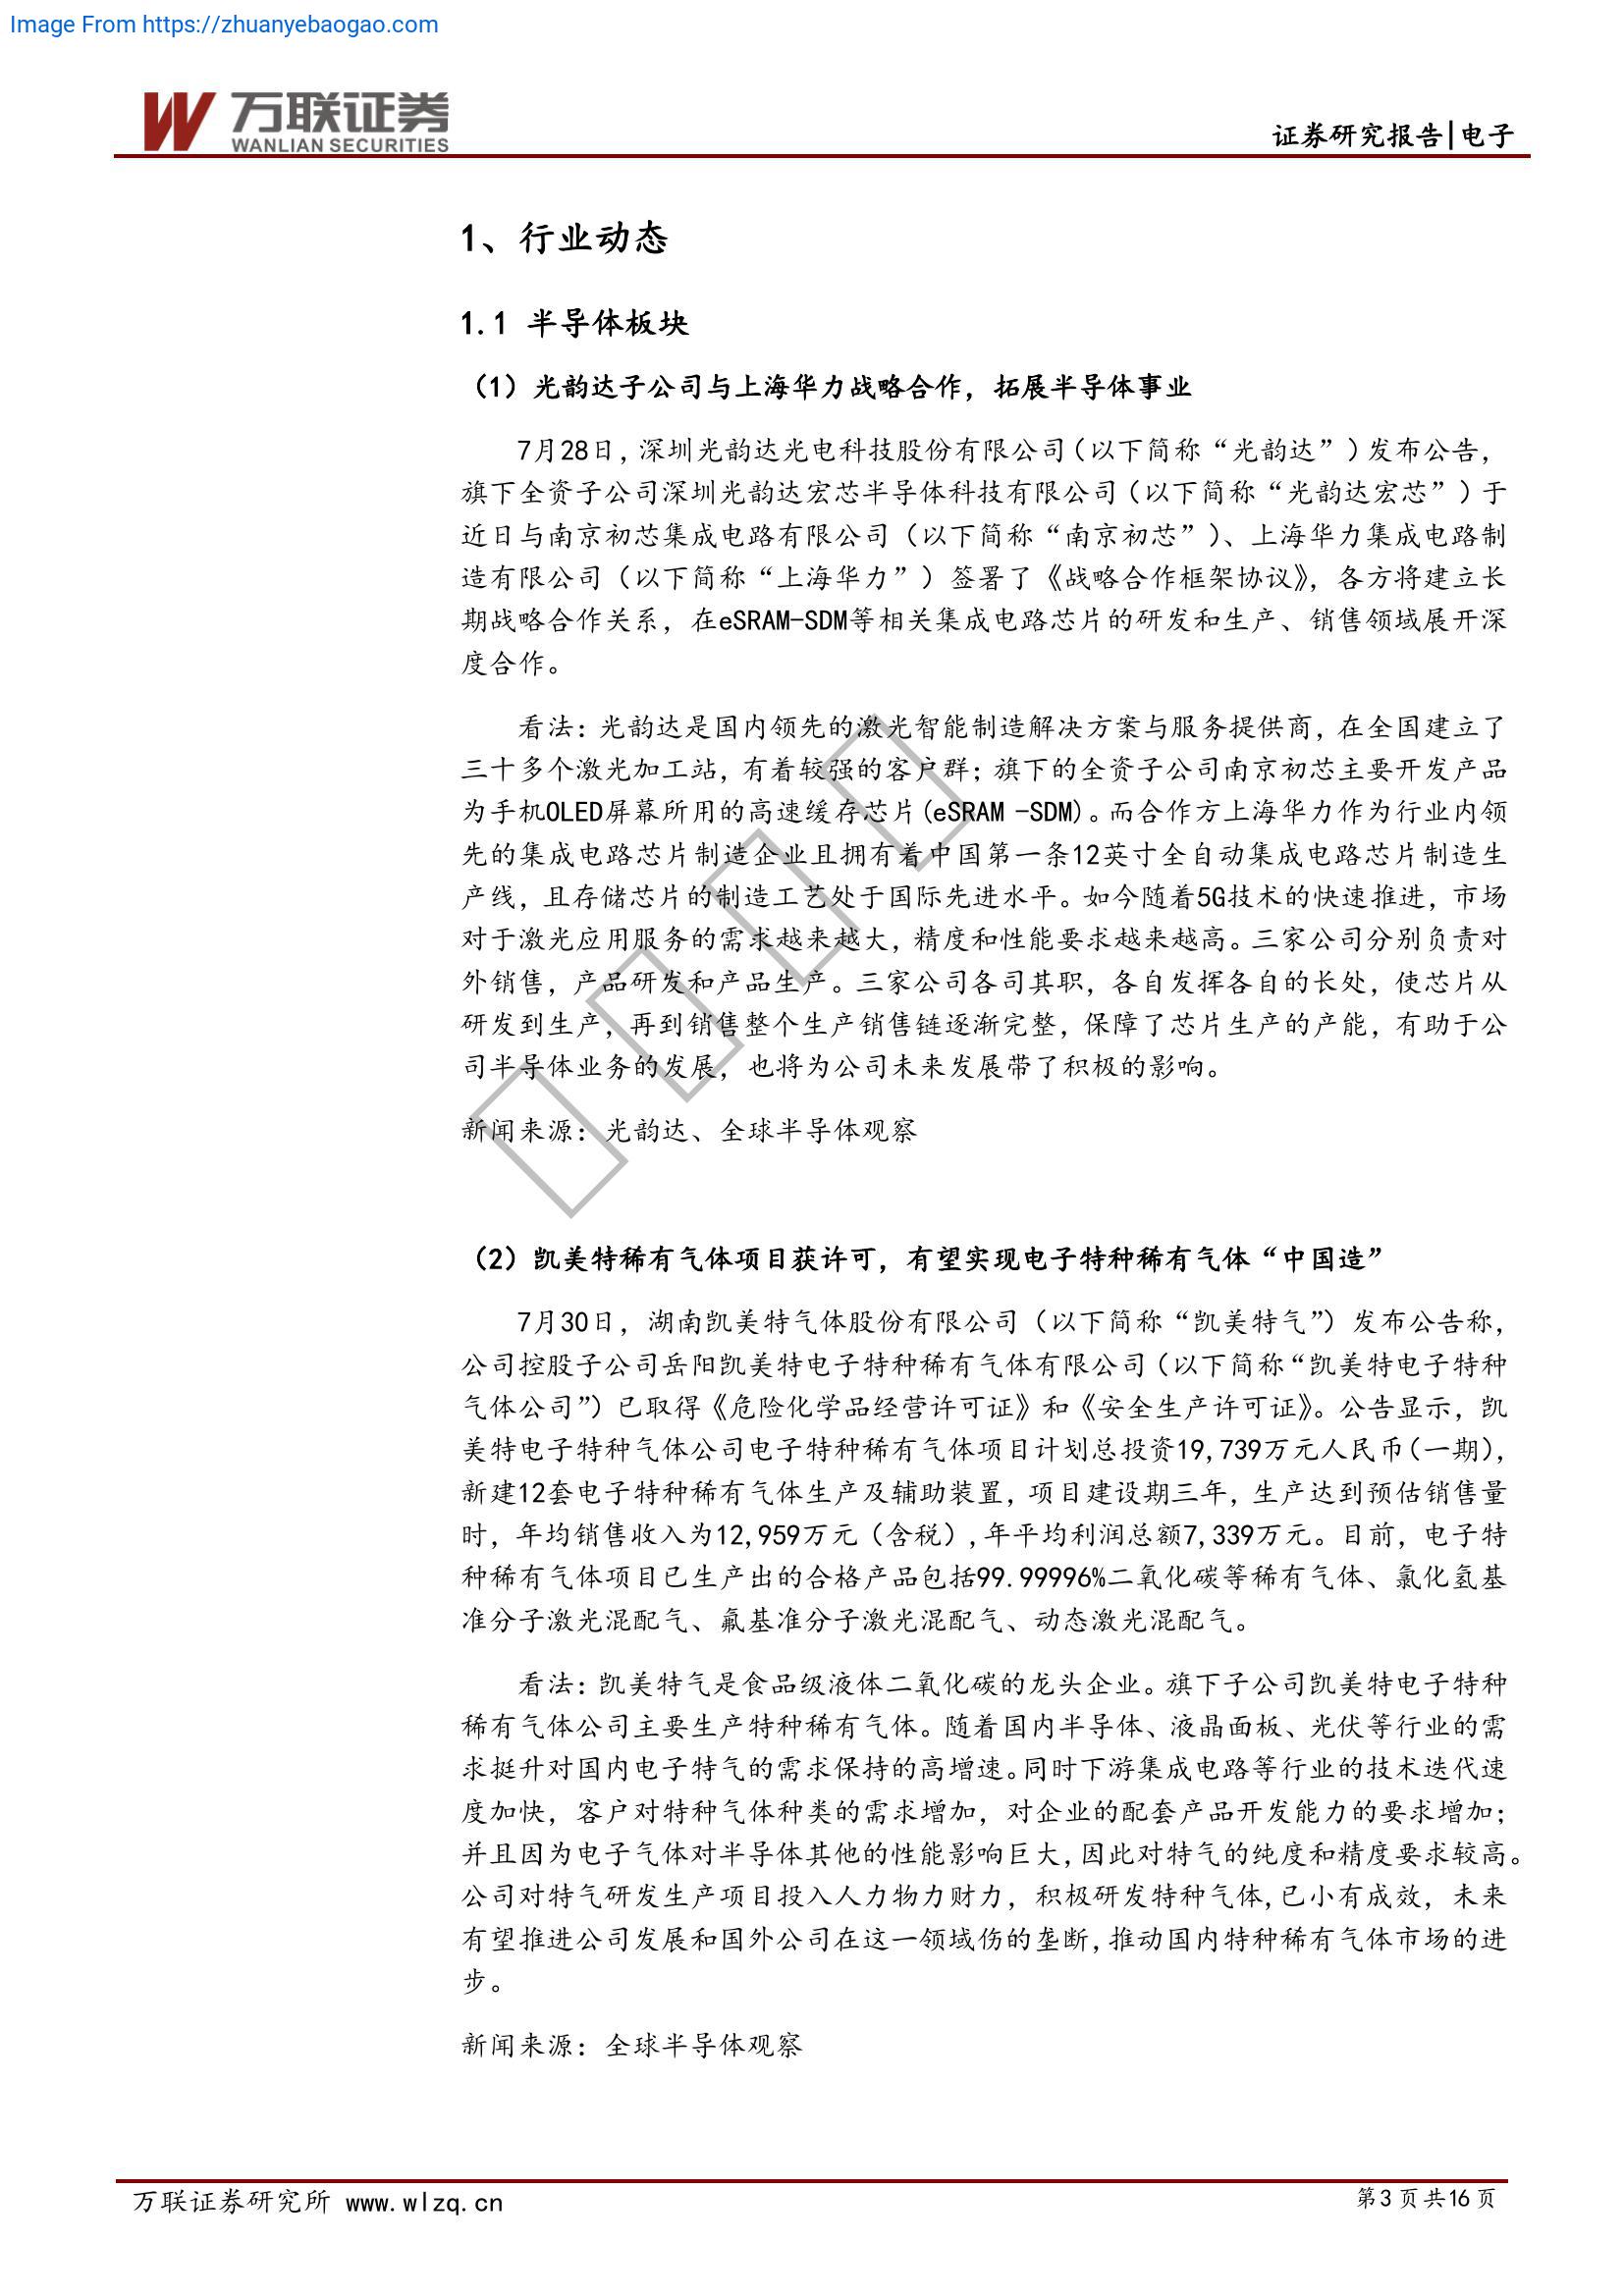 Image From https://zhuanyebaogao.com
万联证券
WANLIAN SECURITIES
证券研究报告|电子
1、行业动态
1.1 半导体板块
（1）光韵达子公司与上海华力战略合作，拓展半导体事业
7月28日，深圳光韵达光电科技股份有限公司（以下简称“光韵达”）发布公告，
旗下全资子公司深圳光韵达宏芯半导体科技有限公司（以下简称“光韵达宏芯”）于
近日与南京初芯集成电路有限公司（以下简称“南京初芯”）、上海华力集成电路制
造有限公司（以下简称“上海华力”）签署了《战略合作框架协议》，各方将建立长
期战略合作关系，在eSRAM-SDM等相关集成电路芯片的研发和生产、销售领域展开深
度合作。
看法：光韵达是国内领先的激光智能制造解决方案与服务提供商，在全国建立了
三十多个激光加工站，有着较强的客户群；旗下的全资子公司南京初芯主要开发产品
为手机OLED屏幕所用的高速缓存芯片(eSRAM -SDM)。而合作方上海华力作为行业内领
先的集成电路芯片制造企业且拥有着中国第一条12英寸全自动集成电路芯片制造生
产线，且存储芯片的制造工艺处于国际先进水平。如今随着5G技术的快速推进，市场
对于激光应用服务的需求越来越大，精度和性能要求越来越高。三家公司分别负责对
外销售，产品研发和产品生产。三家公司各司其职，各自发挥各自的长处，使芯片从
研发到生产，再到销售整个生产销售链逐渐完整，保障了芯片生产的产能，有助于公
司半导体业务的发展，也将为公司未来发展带了积极的影响。
新闻来源：光韵达、全球半导体观察
（2）凯美特稀有气体项目获许可，有望实现电子特种稀有气体“中国造”
7月30日，湖南凯美特气体股份有限公司（以下简称“凯美特气”）发布公告称，
公司控股子公司岳阳凯美特电子特种稀有气体有限公司（以下简称“凯美特电子特种
气体公司”）已取得《危险化学品经营许可证》和《安全生产许可证》。公告显示，凯
美特电子特种气体公司电子特种稀有气体项目计划总投资19,739万元人民币（一期），
新建12套电子特种稀有气体生产及辅助装置，项目建设期三年，生产达到预估销售量
时，年均销售收入为12,959万元（含税）,年平均利润总额7,339万元。目前，电子特
种稀有气体项目已生产出的合格产品包括99.99996%二氧化碳等稀有气体、氯化氢基
准分子激光混配气、氟基准分子激光混配气、动态激光混配气。
看法：凯美特气是食品级液体二氧化碳的龙头企业。旗下子公司凯美特电子特种
稀有气体公司主要生产特种稀有气体。随着国内半导体、液晶面板、光伏等行业的需
求挺升对国内电子特气的需求保持的高增速。同时下游集成电路等行业的技术迭代速
度加快，客户对特种气体种类的需求增加，对企业的配套产品开发能力的要求增加；
并且因为电子气体对半导体其他的性能影响巨大,因此对特气的纯度和精度要求较高。
公司对特气研发生产项目投入人力物力财力，积极研发特种气体,已小有成效，未来
有望推进公司发展和国外公司在这一领域伤的垄断,推动国内特种稀有气体市场的进
步。
新闻来源：全球半导体观察
万联证券研究所 www.wlzq.cn
第3页共16页